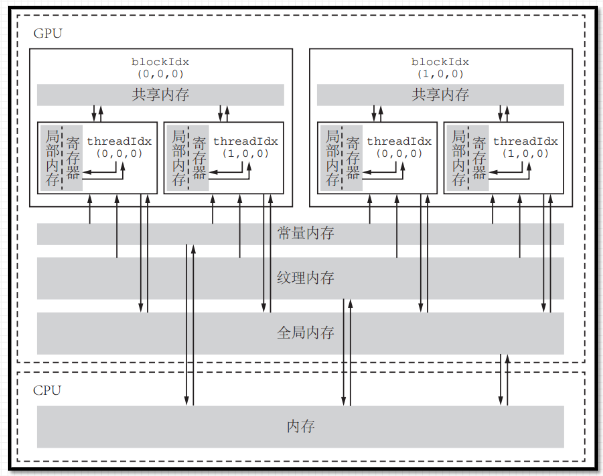 GPU
blockIdx
(0,0,0)
共享内存
局部内存
寄存器
threadIdx
(0,0,0)
局部内存
寄存器
threadIdx
(1,0,0)
blockIdx
(1,0,0)
共享内存
局部内存
寄存器
threadIdx
(0,0,0)
局部内存
寄存器
threadIdx
(1,0,0)
常量内存
纹理内存
全局内存
CPU
内存